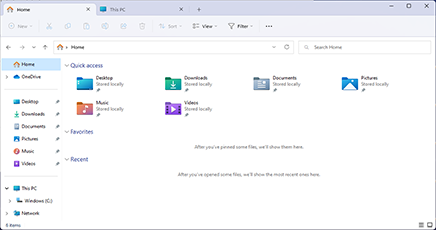 Home
This PC
New
Sort
View
Filter
Home
Search Home
Home
OneDrive
Desktop
Downloads
Documents
Pictures
Music
Videos
This PC
Windows (C:)
Network
Quick access
Desktop
Stored locally
Downloads
Stored locally
Documents
Stored locally
Pictures
Stored locally
Music
Stored locally
Videos
Stored locally
Favorites
After you've pinned some files, we'll show them here.
Recent
After you've opened some files, we'll show the most recent ones here.
6 items